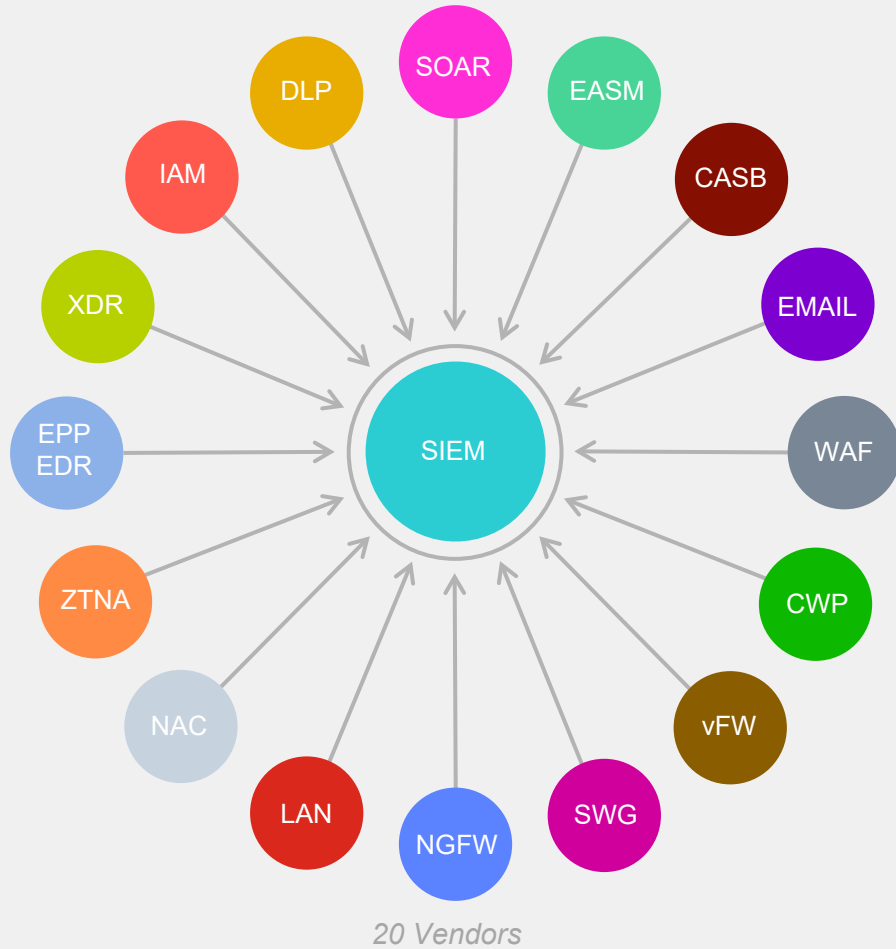 SOAR
DLP
EASM
IAM
CASB
XDR
EMAIL
EPP
EDR
SIEM
WAF
ZTNA
CWP
NAC
vFW
LAN
SWG
NGFW
20 Vendors